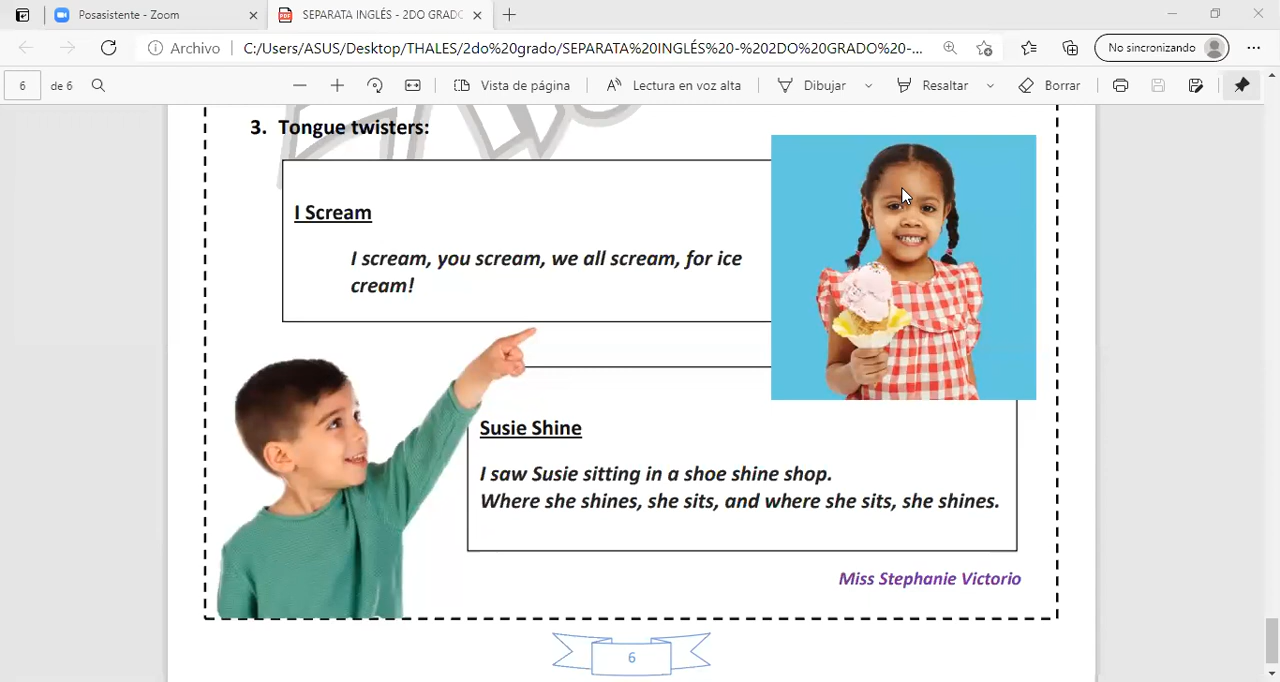 Posasistente - Zoom
SEPARATA INGLÉS - 2DO GRADO
Archivo
C:/Users/ASUS/Desktop/THALES/2do%20grado/SEPARATA%20INGLÉS%20-%202DO%20GRADO%20-...
No sincronizando
6 de 6
Vista de página
Lectura en voz alta
Dibujar
Resaltar
Borrar
3. Tongue twisters:
I Scream
I scream, you scream, we all scream, for ice
cream!
Susie Shine
I saw Susie sitting in a shoe shine shop.
Where she shines, she sits, and where she sits, she shines.
Miss Stephanie Victorio
6